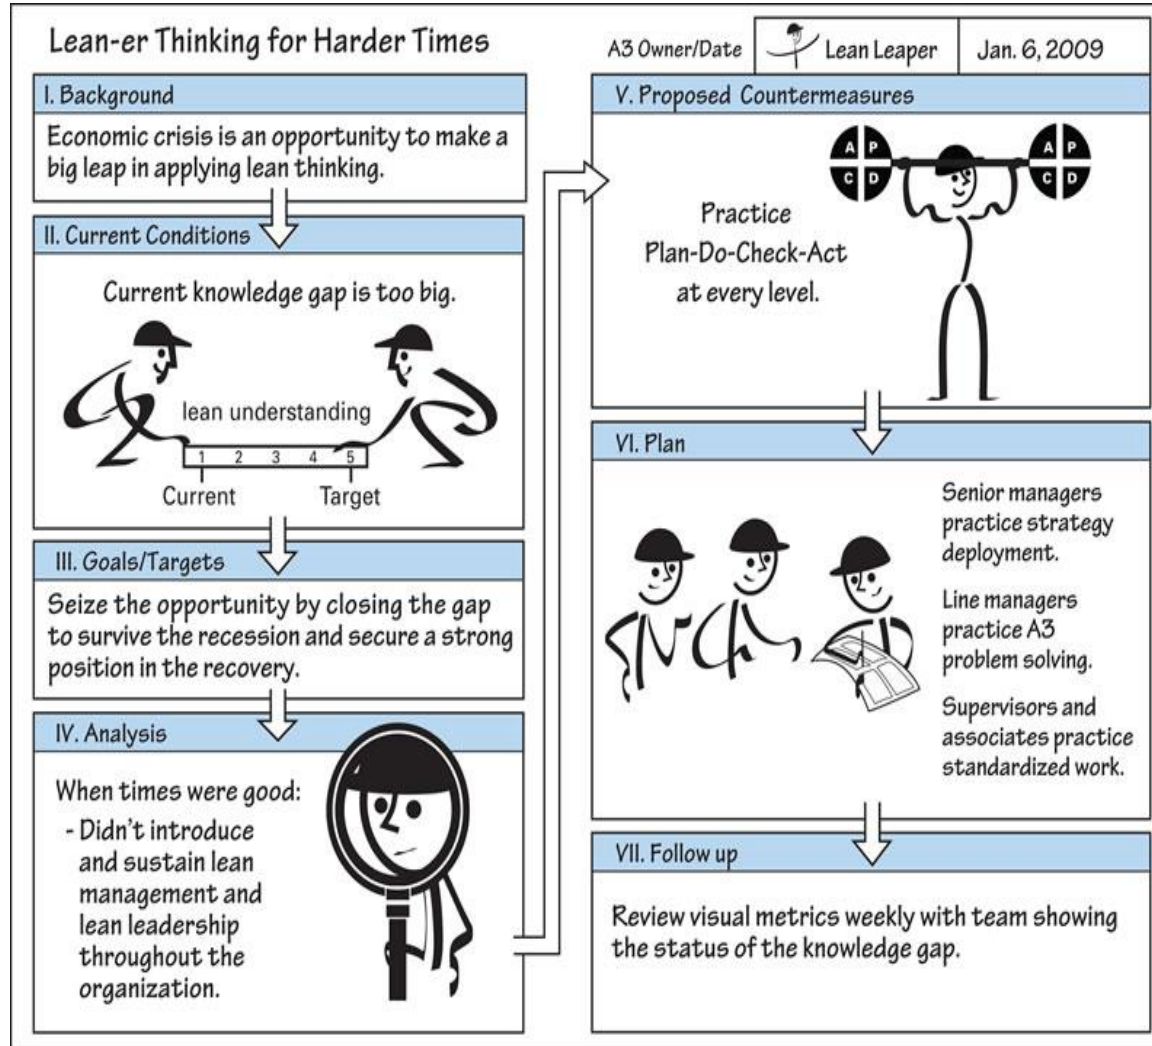 Lean-er Thinking for Harder Times
A3 Owner/Date
Lean Leaper
Jan. 6, 2009
I. Background
Economic crisis is an opportunity to make a
big leap in applying lean thinking.
II. Current Conditions
Current knowledge gap is too big.
lean understanding
1 2 3 4 5
Current Target
III. Goals/Targets
Seize the opportunity by closing the gap
to survive the recession and secure a strong
position in the recovery.
IV. Analysis
When times were good:
- Didn't introduce
and sustain lean
management and
lean leadership
throughout the
organization.
V. Proposed Countermeasures
A P
C D
A P
C D
Practice
Plan-Do-Check-Act
at every level.
VI. Plan
Senior managers
practice strategy
deployment.
Line managers
practice A3
problem solving.
Supervisors and
associates practice
standardized work.
VII. Follow up
Review visual metrics weekly with team showing
the status of the knowledge gap.